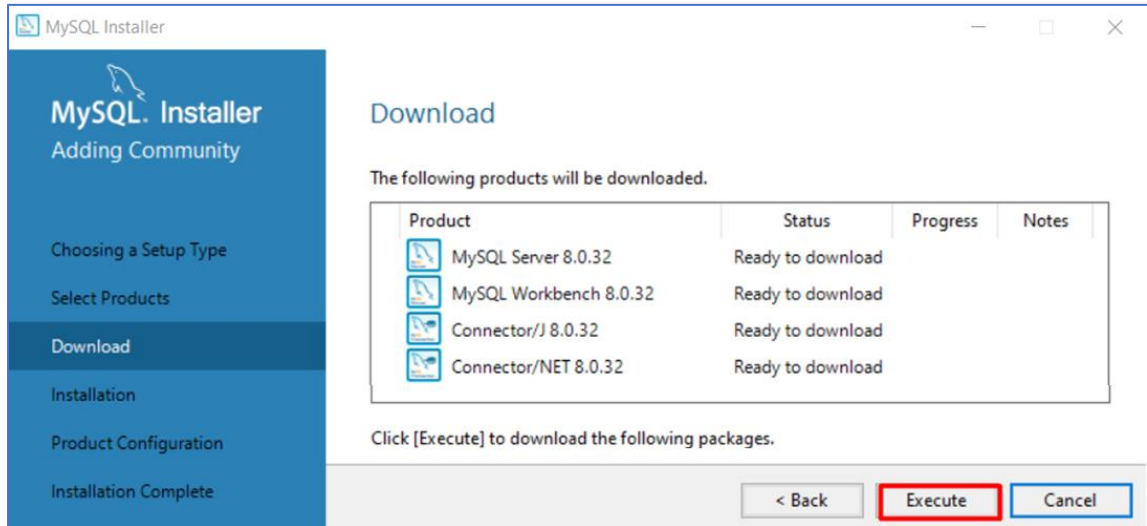 MySQL Installer
MySQL. Installer
Adding Community
Choosing a Setup Type
Select Products
Download
Installation
Product Configuration
Installation Complete
Download
The following products will be downloaded.
Product Status Progress Notes
MySQL Server 8.0.32 Ready to download
MySQL Workbench 8.0.32 Ready to download
Connector/J 8.0.32 Ready to download
Connector/NET 8.0.32 Ready to download
Click [Execute] to download the following packages.
< Back Execute Cancel